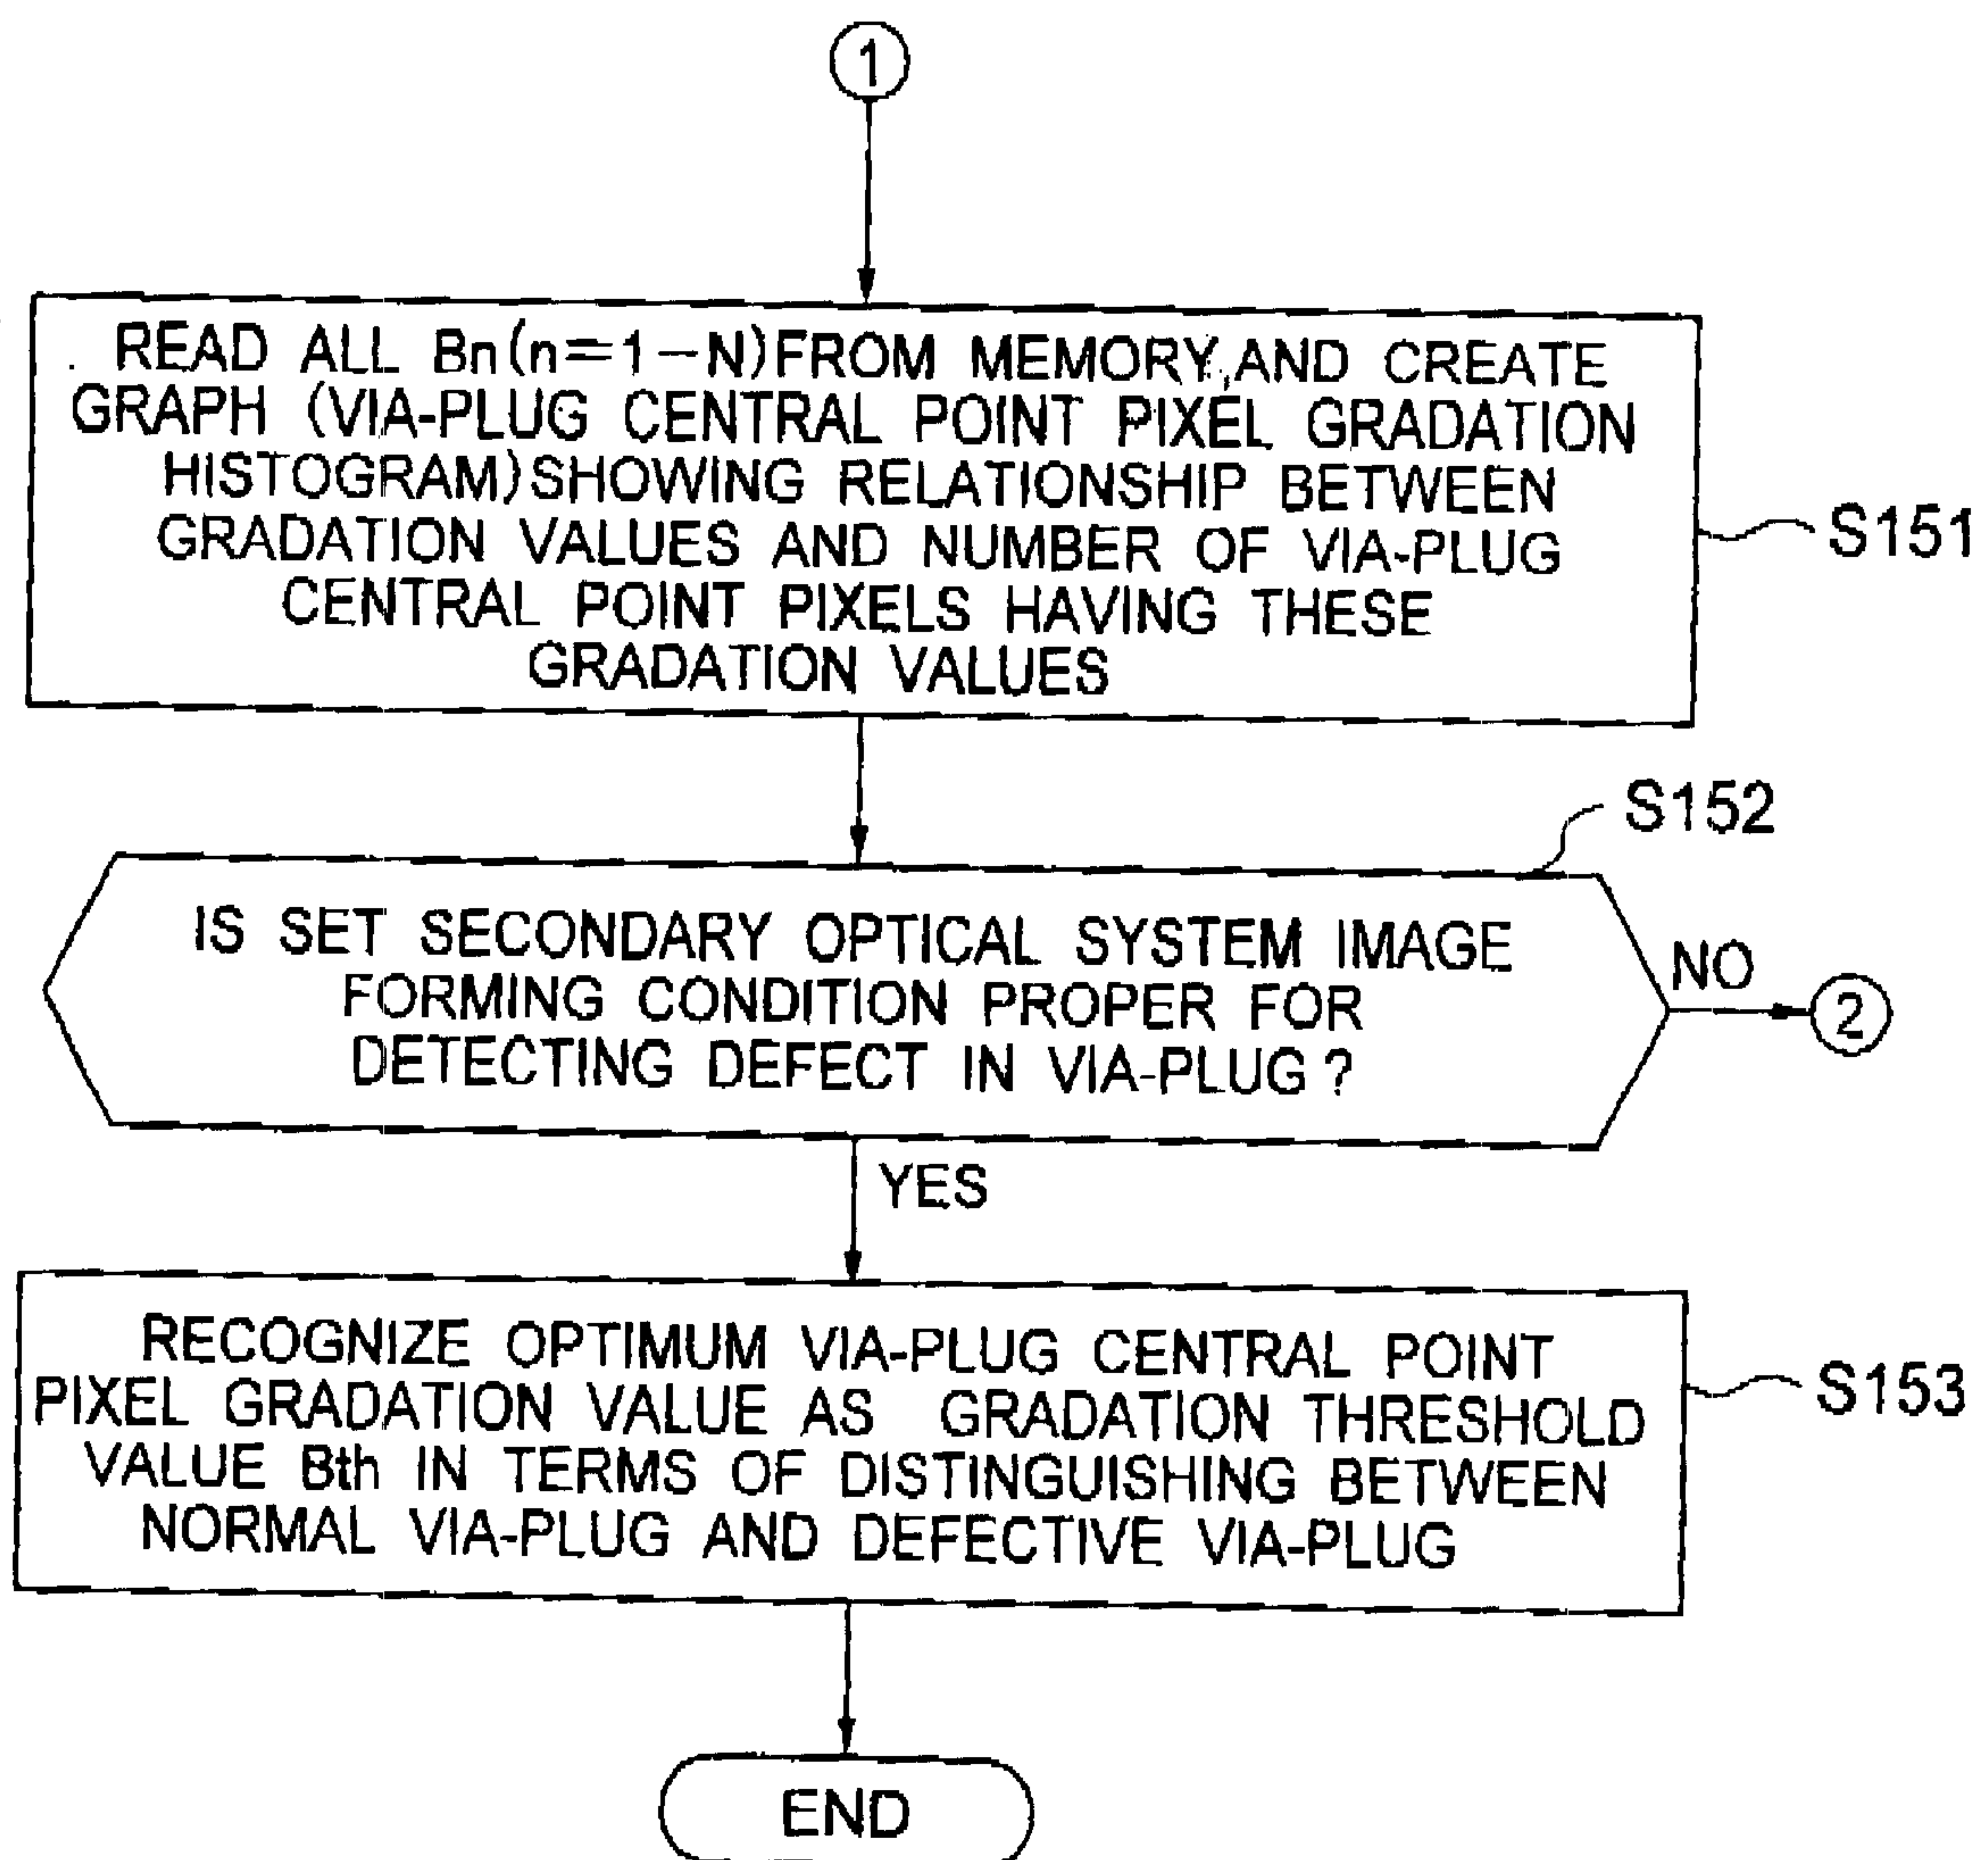 1
READ ALL Bn(n=1-N)FROM MEMORY AND CREATE
GRAPH (VIA-PLUG CENTRAL POINT PIXEL GRADATION
HISTOGRAM)SHOWING RELATIONSHIP BETWEEN
GRADATION VALUES AND NUMBER OF VIA-PLUG
CENTRAL POINT PIXELS HAVING THESE
GRADATION VALUES
S151
S152
IS SET SECONDARY OPTICAL SYSTEM IMAGE
FORMING CONDITION PROPER FOR
DETECTING DEFECT IN VIA-PLUG?
NO
2
YES
RECOGNIZE OPTIMUM VIA-PLUG CENTRAL POINT
PIXEL GRADATION VALUE AS GRADATION THRESHOLD
VALUE Bth IN TERMS OF DISTINGUISHING BETWEEN
NORMAL VIA-PLUG AND DEFECTIVE VIA-PLUG
S153
END